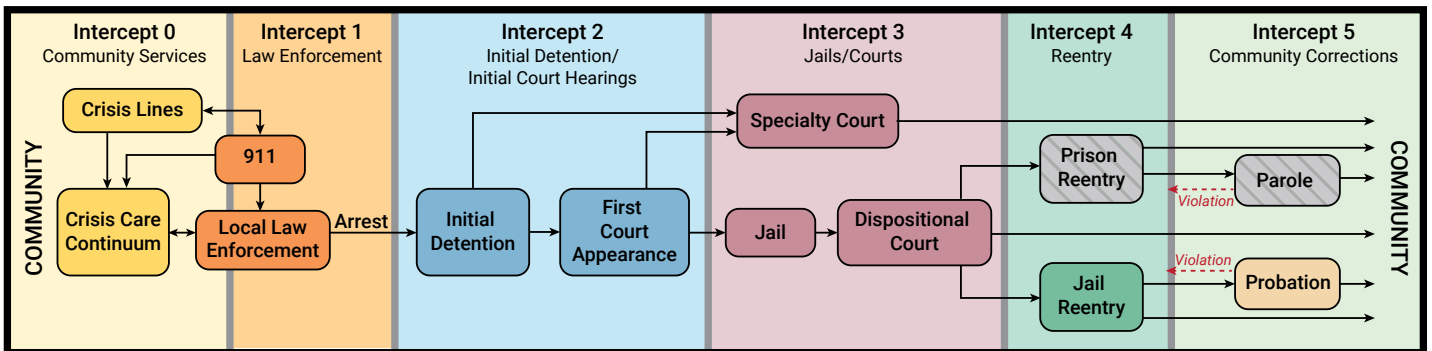 Intercept 0
Community Services
Intercept 1
Law Enforcement
Intercept 2
Initial Detention/
Initial Court Hearings
Intercept 3
Jails/Courts
Intercept 4
Reentry
Intercept 5
Community Corrections
COMMUNITY
Crisis Lines
911
Crisis Care
Continuum
Local Law
Enforcement
Arrest
Initial
Detention
First
Court
Appearance
Specialty Court
Jail
Dispositional
Court
Prison
Reentry
Parole
Violation
Jail
Reentry
Violation
Probation
COMMUNITY